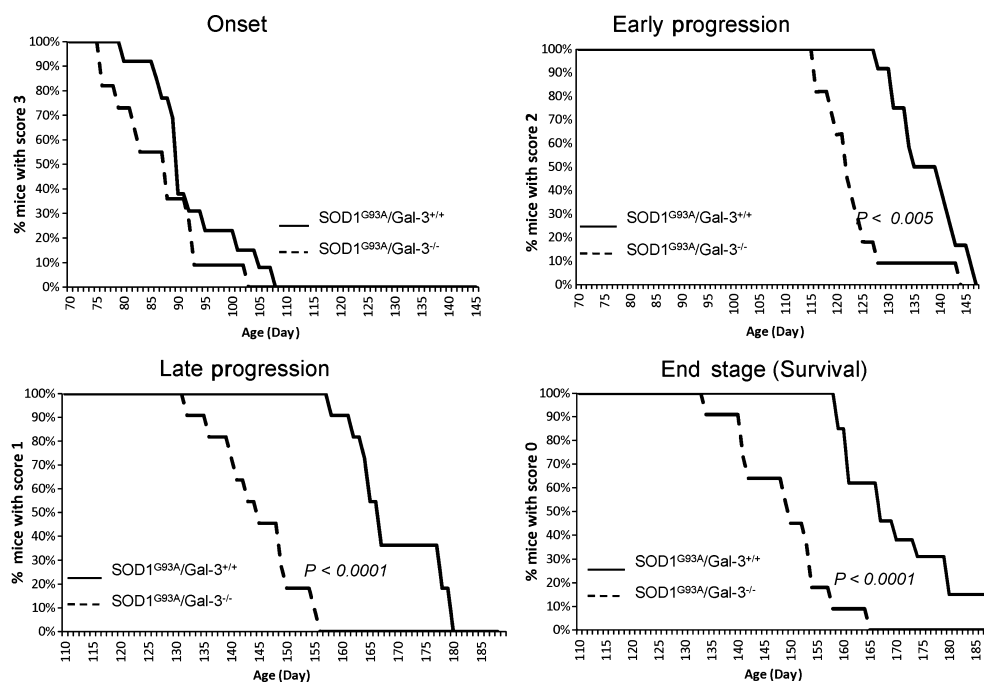 Onset
% mice with score 3
100%
90%
80%
70%
60%
50%
40%
30%
20%
10%
0%
SOD1G93A/Gal-3+/+
SOD1G93A/Gal-3-/-
70 75 80 85 90 95 100 105 110 115 120 125 130 135 140 145
Age (Day)
Early progression
% mice with score 2
100%
90%
80%
70%
60%
50%
40%
30%
20%
10%
0%
SOD1G93A/Gal-3+/+
SOD1G93A/Gal-3-/-
P < 0.005
70 75 80 85 90 95 100 105 110 115 120 125 130 135 140 145
Age (Day)
Late progression
% mice with score 1
100%
90%
80%
70%
60%
50%
40%
30%
20%
10%
0%
SOD1G93A/Gal-3+/+
SOD1G93A/Gal-3-/-
P < 0.0001
110 115 120 125 130 135 140 145 150 155 160 165 170 175 180 185
Age (Day)
End stage (Survival)
% mice with score 0
100%
90%
80%
70%
60%
50%
40%
30%
20%
10%
0%
SOD1G93A/Gal-3+/+
SOD1G93A/Gal-3-/-
P < 0.0001
110 115 120 125 130 135 140 145 150 155 160 165 170 175 180 185
Age (Day)